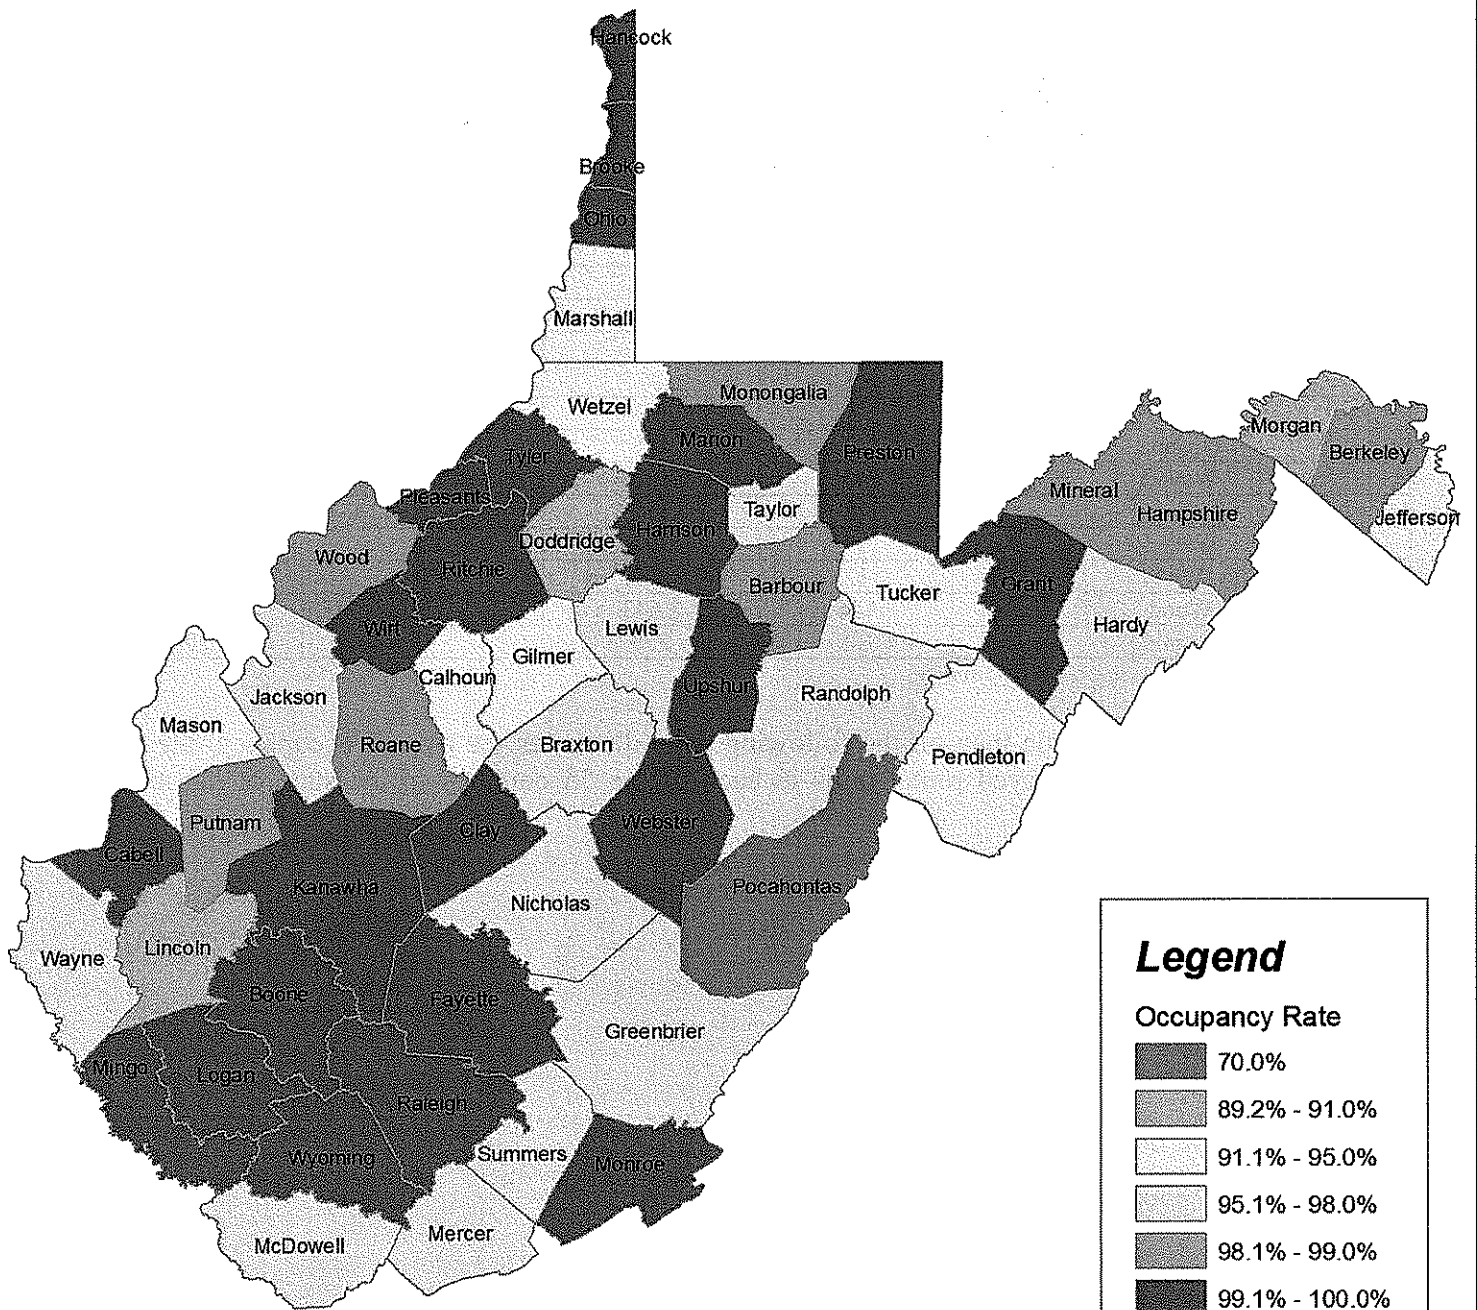 Hancock
Brooke
Ohio
Marshall
Wetzel
Monongalia
Marion
Preston
Morgan
Berkeley
Tyler
Pleasants
Mineral
Hampshire
Jefferson
Taylor
Harrison
Doddridge
Wood
Ritchie
Barbour
Tucker
Grant
Hardy
Wirt
Lewis
Gilmer
Calhoun
Upshur
Randolph
Jackson
Mason
Roane
Braxton
Pendleton
Putnam
Clay
Webster
Cabell
Kanawha
Pocahontas
Nicholas
Lincoln
Wayne
Boone
Fayette
Greenbrier
Mingo
Logan
Raleigh
Wyoming
Summers
Monroe
Mercer
McDowell
Legend
Occupancy Rate
70.0%
89.2% - 91.0%
91.1% - 95.0%
95.1% - 98.0%
98.1% - 99.0%
99.1% - 100.0%